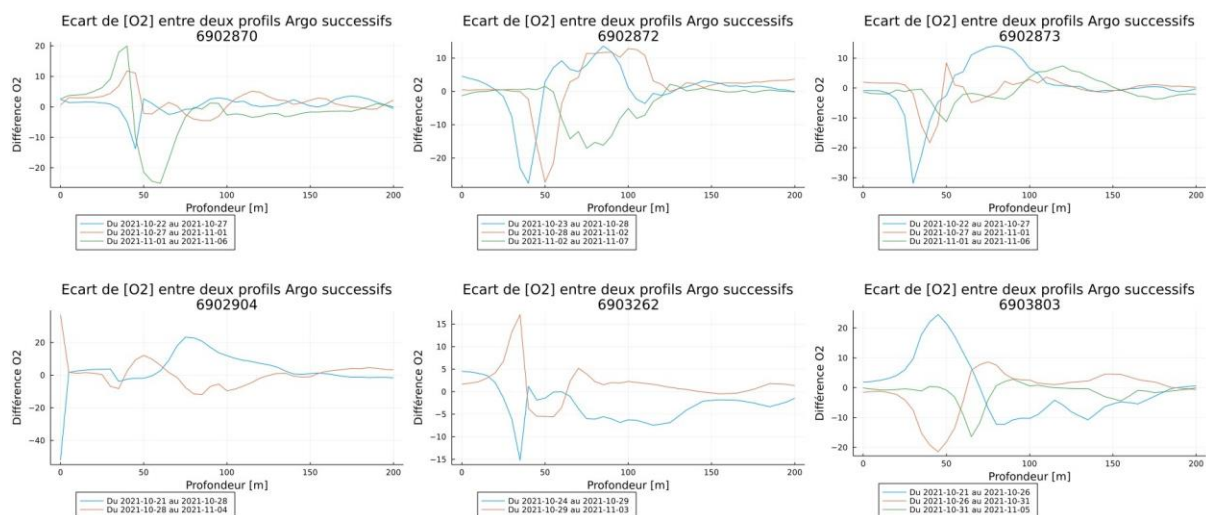 Ecart de [O2] entre deux profils Argo successifs
6902870
20
10
0
−10
−20
Différence O2
0 50 100 150 200
Profondeur [m]
Du 2021-10-22 au 2021-10-27
Du 2021-10-27 au 2021-11-01
Du 2021-11-01 au 2021-11-06
Ecart de [O2] entre deux profils Argo successifs
6902872
10
0
−10
−20
Différence O2
0 50 100 150 200
Profondeur [m]
Du 2021-10-23 au 2021-10-28
Du 2021-10-28 au 2021-11-02
Du 2021-11-02 au 2021-11-07
Ecart de [O2] entre deux profils Argo successifs
6902873
10
0
−10
−20
−30
Différence O2
0 50 100 150 200
Profondeur [m]
Du 2021-10-22 au 2021-10-27
Du 2021-10-27 au 2021-11-01
Du 2021-11-01 au 2021-11-06
Ecart de [O2] entre deux profils Argo successifs
6902904
20
0
−20
−40
Différence O2
0 50 100 150 200
Profondeur [m]
Du 2021-10-21 au 2021-10-28
Du 2021-10-28 au 2021-11-04
Ecart de [O2] entre deux profils Argo successifs
6903262
15
10
5
0
−5
−10
−15
Différence O2
0 50 100 150 200
Profondeur [m]
Du 2021-10-24 au 2021-10-29
Du 2021-10-29 au 2021-11-03
Ecart de [O2] entre deux profils Argo successifs
6903803
20
10
0
−10
−20
Différence O2
0 50 100 150 200
Profondeur [m]
Du 2021-10-21 au 2021-10-26
Du 2021-10-26 au 2021-10-31
Du 2021-10-31 au 2021-11-05